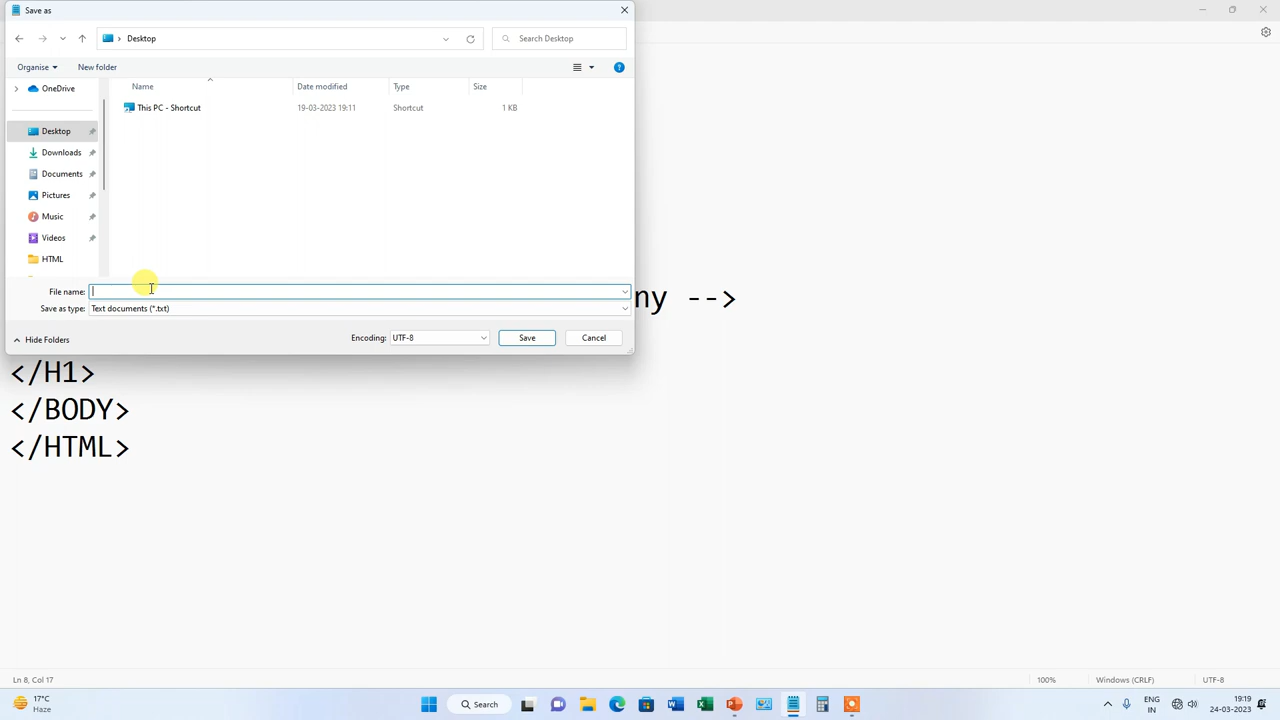 Save as
Desktop
Search Desktop
Organise
New folder
Name
Date modified
Type
Size
OneDrive
This PC - Shortcut
19-03-2023 19:11
Shortcut
1 KB
Desktop
Downloads
Documents
Pictures
Music
Videos
HTML
File name:
Save as type:
Text documents (*.txt)
ny -->
Hide Folders
Encoding:
UTF-8
Save
Cancel
</H1>
</BODY>
</HTML>
Ln 8, Col 17
100%
Windows (CRLF)
UTF-8
17°C
Haze
Search
ENG
IN
19:19
24-03-2023